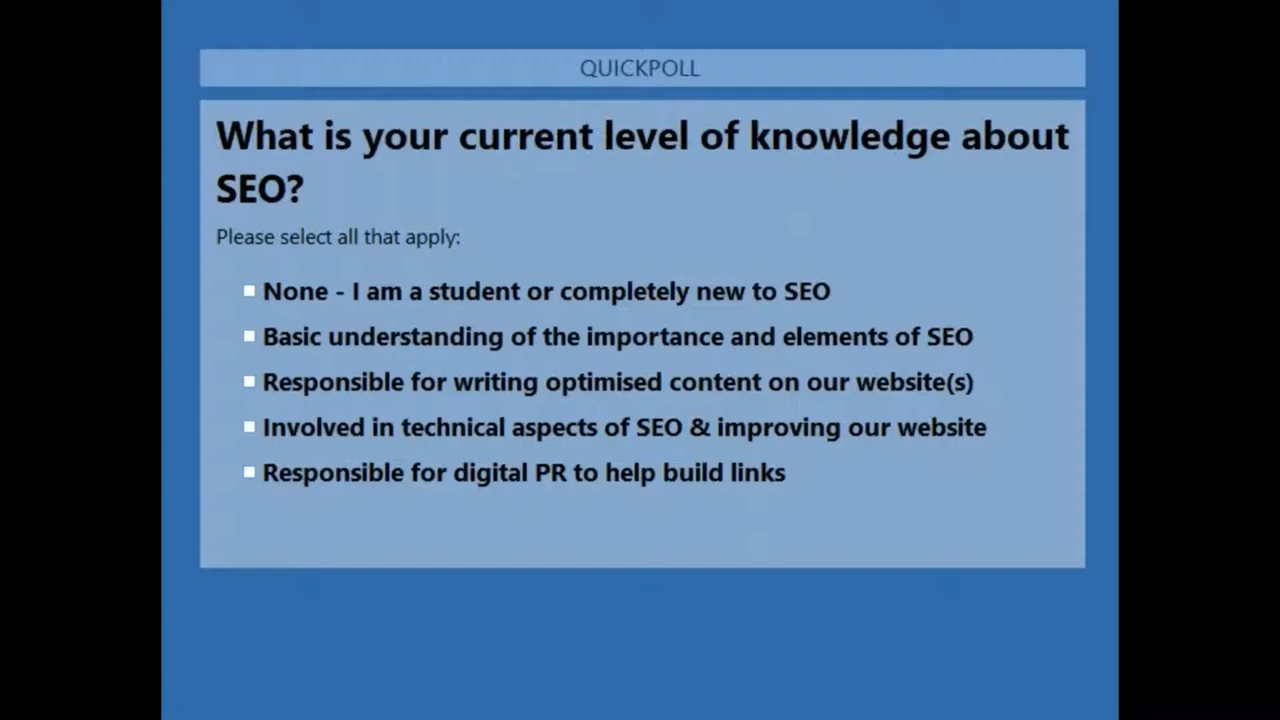 QUICKPOLL
What is your current level of knowledge about
SEO?
Please select all that apply:
None - I am a student or completely new to SEO
Basic understanding of the importance and elements of SEO
Responsible for writing optimised content on our website(s)
Involved in technical aspects of SEO & improving our website
Responsible for digital PR to help build links